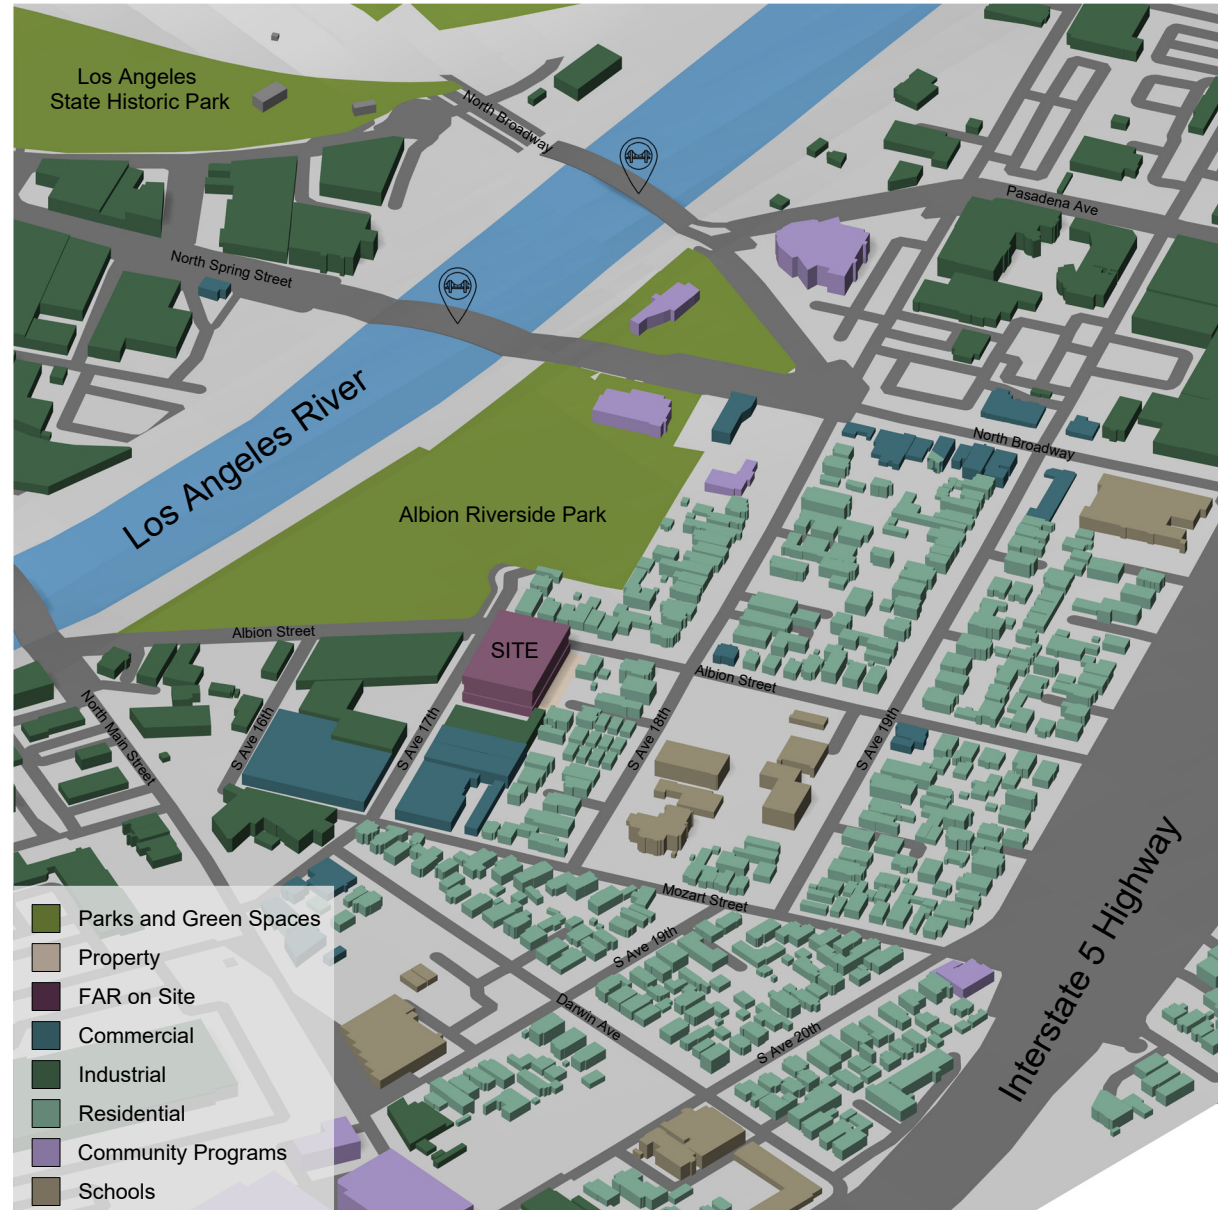 Los Angeles
State Historic Park
North Broadway
Pasadena Ave
North Spring Street
Los Angeles River
North Broadway
Albion Riverside Park
Albion Street
SITE
Albion Street
North Main Street
S Ave 16th
S Ave 17th
S Ave 18th
S Ave 19th
Mozart Street
S Ave 19th
Darwin Ave
S Ave 20th
Interstate 5 Highway
Parks and Green Spaces
Property
FAR on Site
Commercial
Industrial
Residential
Community Programs
Schools